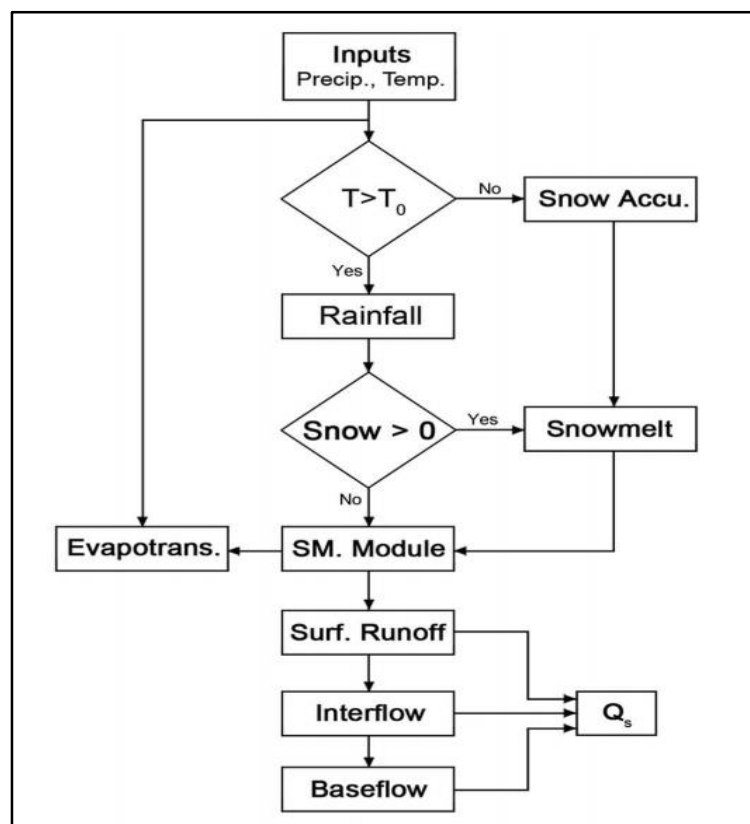 Inputs
Precip., Temp.
T>T₀
No
Snow Accu.
Yes
Rainfall
Snow > 0
Yes
Snowmelt
No
Evapotrans.
SM. Module
Surf. Runoff
Interflow
Qₛ
Baseflow